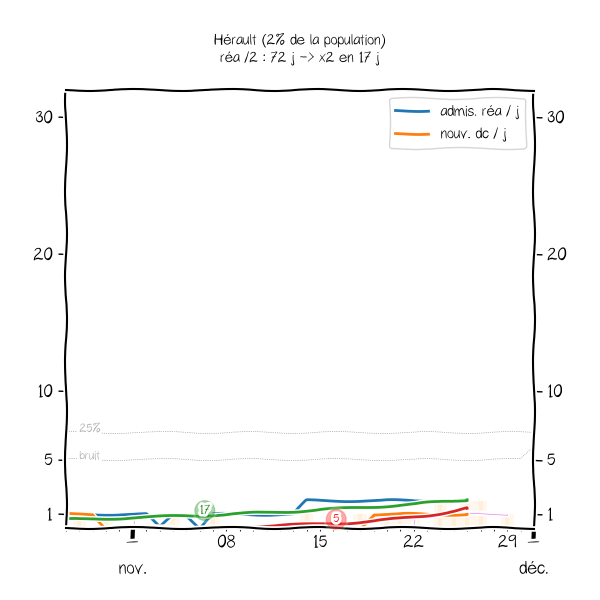 Hérault (2% de la population)
réa /2 : 72 j -> x2 en 17 j
admis. réa / j
nouv. dc / j
30 30
20 20
10 10
25%
5 bruit 5
17
5
1 1
08 15 22 29
nov. déc.